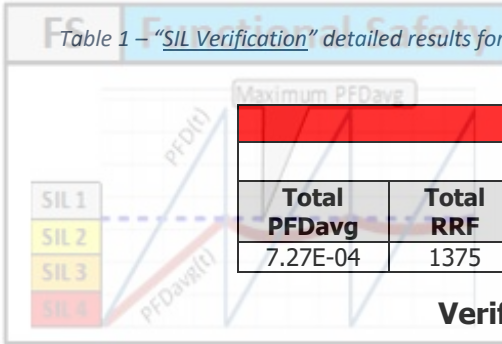 FS Functional Safety
Table 1 – “SIL Verification” detailed results for
Maximum PFDavg
PFD(t)
Total PFDavg
Total RRF
SIL 1
SIL 2
7.27E-04 1375
SIL 3
PFDavg(t)
SIL 4
Verif